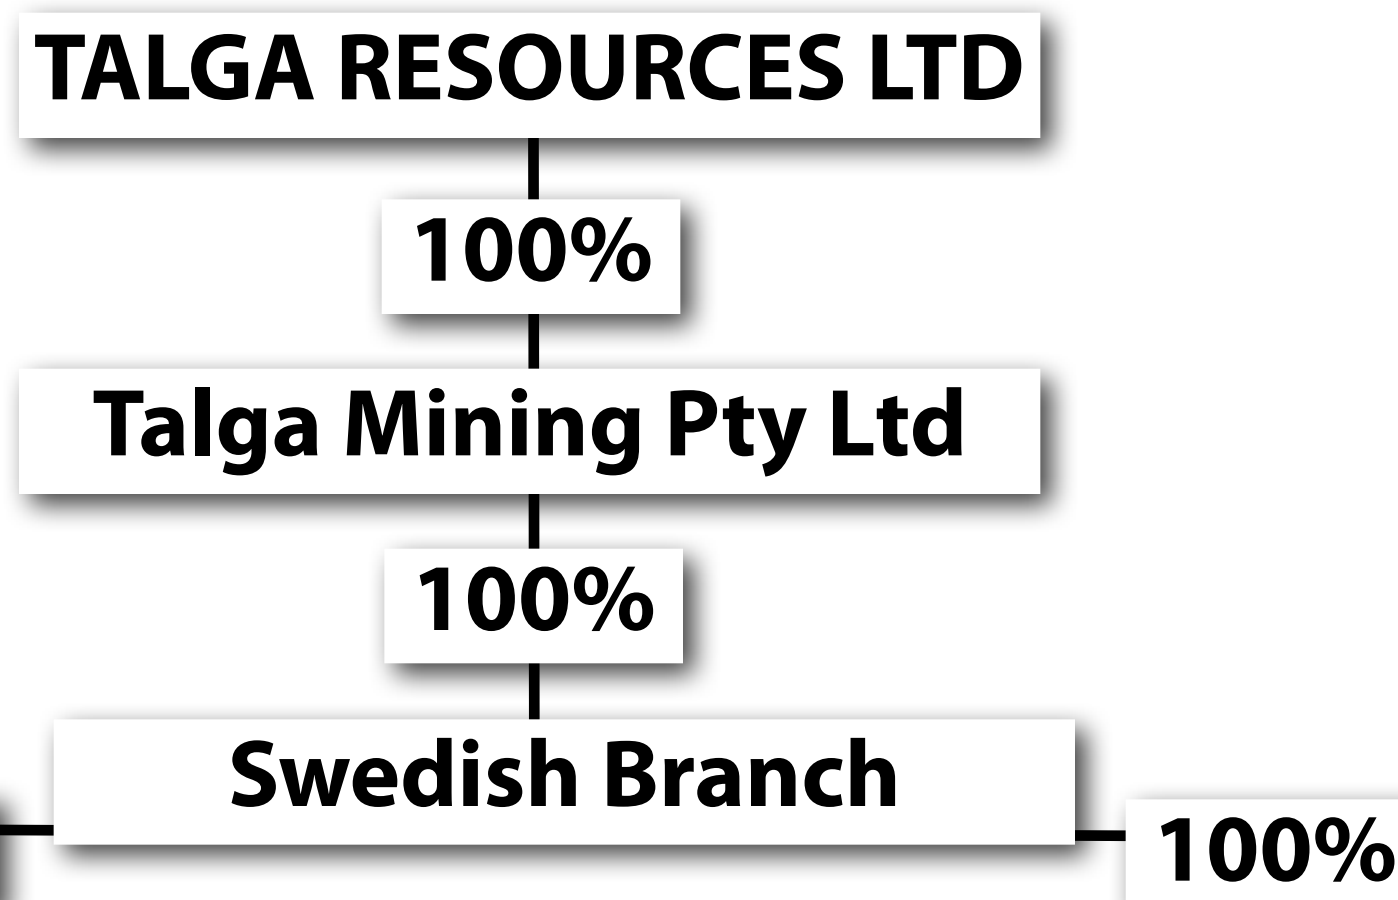 TALGA RESOURCES LTD
100%
Talga Mining Pty Ltd
100%
Swedish Branch
100%